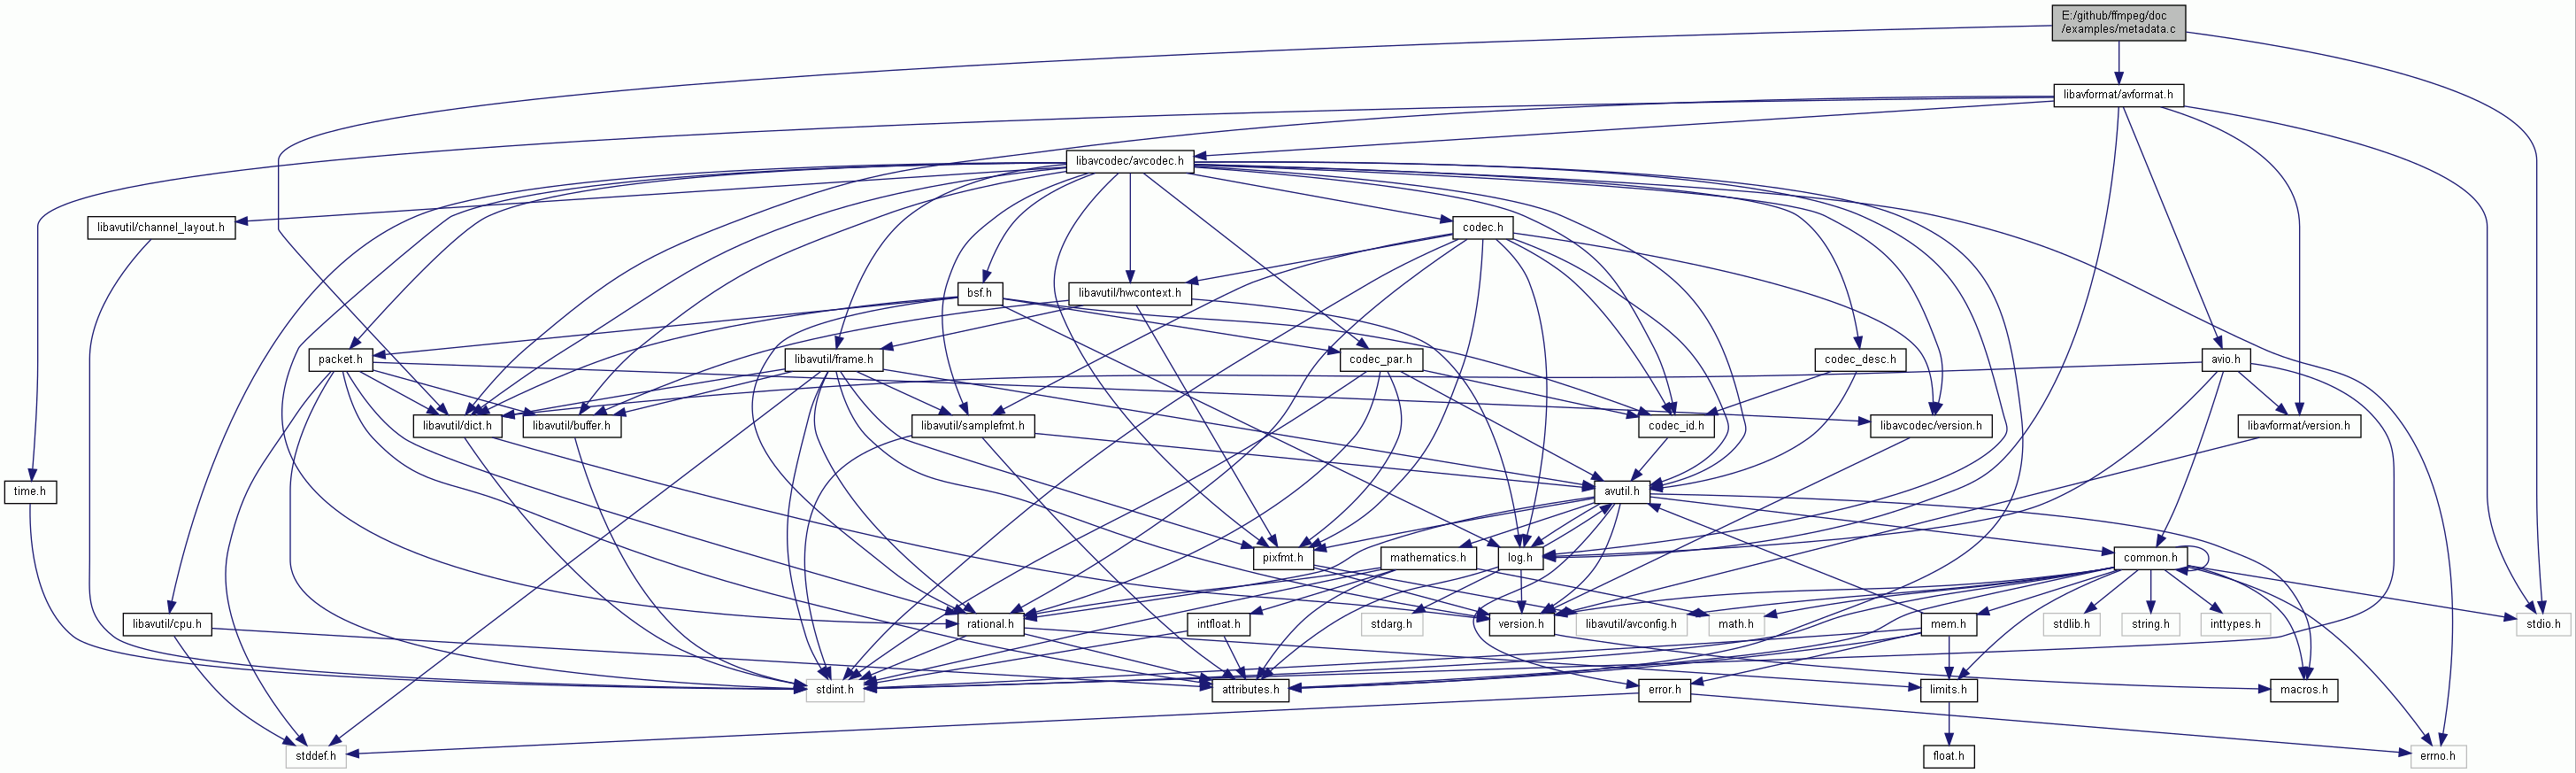 E:/github/ffmpeg/doc
/examples/metadata.c
libavformat/avformat.h
libavcodec/avcodec.h
libavutil/channel_layout.h
codec.h
bsf.h
libavutil/hwcontext.h
packet.h
libavutil/frame.h
codec_par.h
codec_desc.h
avio.h
libavutil/dict.h
libavutil/buffer.h
libavutil/samplefmt.h
codec_id.h
libavcodec/version.h
libavformat/version.h
time.h
avutil.h
pixfmt.h
mathematics.h
log.h
common.h
libavutil/cpu.h
rational.h
intfloat.h
stdarg.h
version.h
libavutil/avconfig.h
math.h
mem.h
stdlib.h
string.h
inttypes.h
stdio.h
stdint.h
attributes.h
error.h
limits.h
macros.h
stddef.h
float.h
errno.h